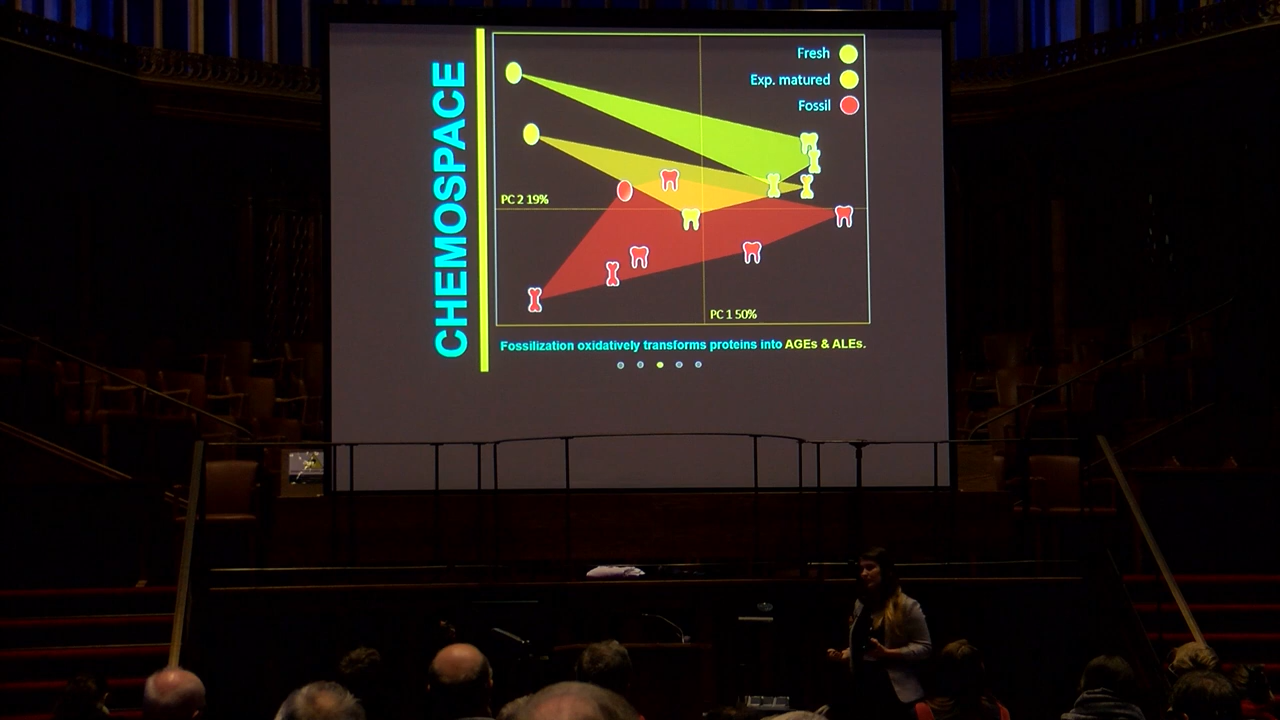 CHEMOSPACE
Fresh
Exp. matured
Fossil
PC 2 19%
PC 1 50%
Fossilization oxidatively transforms proteins into AGEs & ALEs.